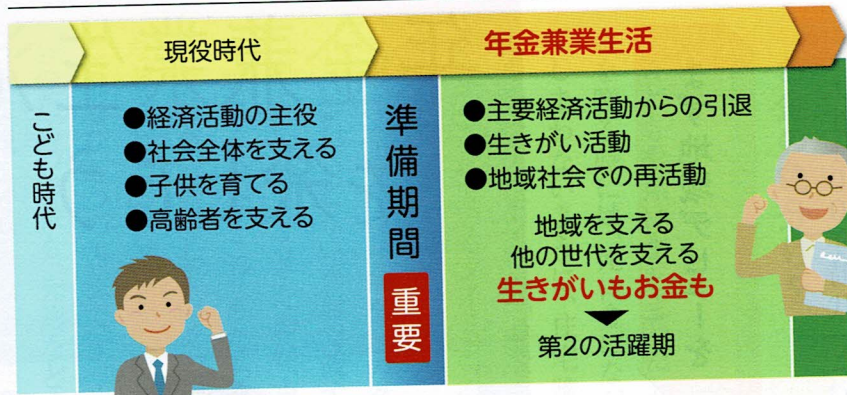 現役時代
年金兼業生活
こども時代
●経済活動の主役
●社会全体を支える
●子供を育てる
●高齢者を支える
準備期間
重要
●主要経済活動からの引退
●生きがい活動
●地域社会での再活動
地域を支える
他の世代を支える
生きがいもお金も
第2の活躍期